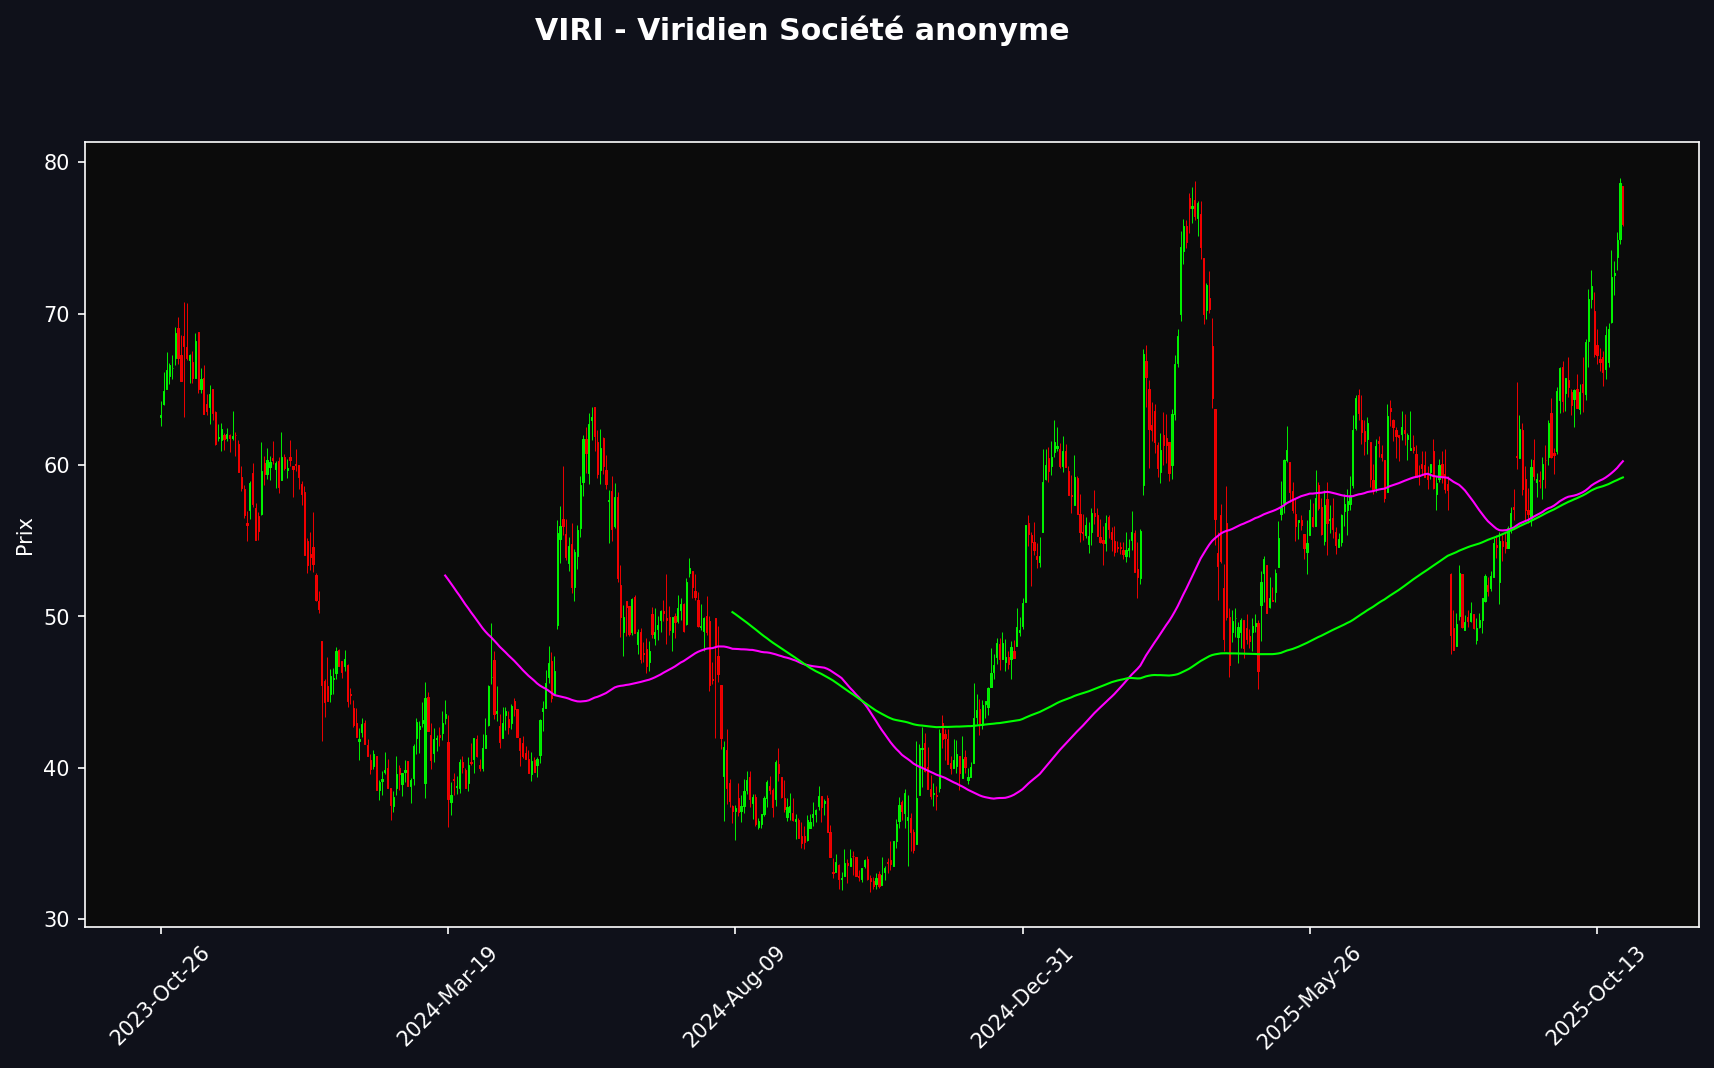 VIRI - Viridien Société anonyme
Prix
80
70
60
50
40
30
2023-Oct-26
2024-Mar-19
2024-Aug-09
2024-Dec-31
2025-May-26
2025-Oct-13